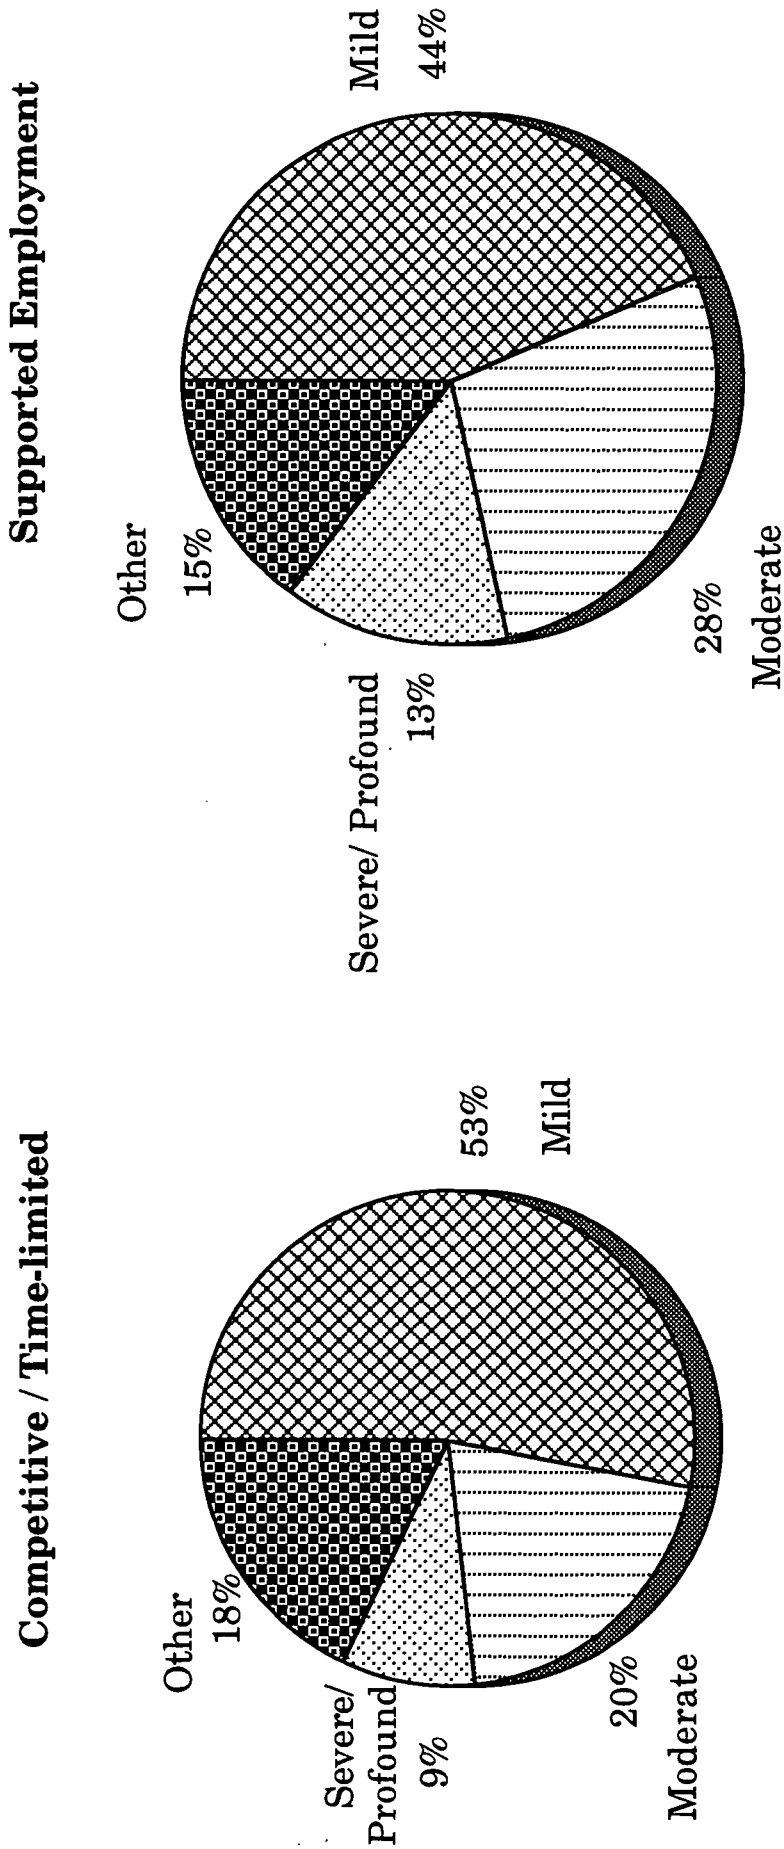 Competitive / Time-limited
Other
18%
Severe/
Profound
9%
20%
Moderate
53%
Mild
Supported Employment
Other
15%
Severe/ Profound
13%
28%
Moderate
Mild
44%